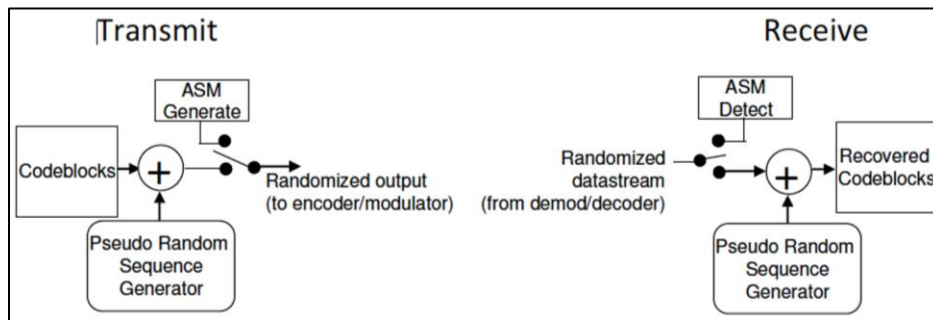 Transmit
Receive
ASM
Generate
Codeblocks
+
Randomized output
(to encoder/modulator)
Pseudo Random
Sequence
Generator
ASM
Detect
Randomized
datastream
(from demod/decoder)
+
Recovered
Codeblocks
Pseudo Random
Sequence
Generator